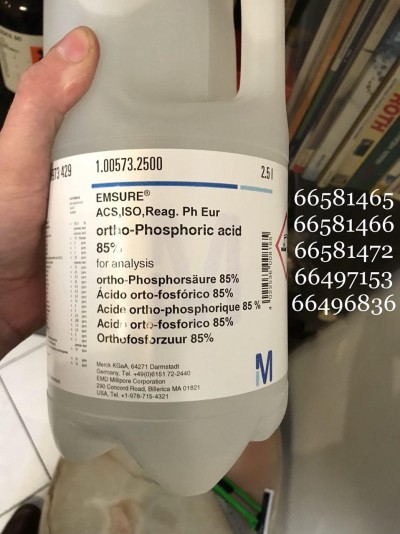 973 429
1.00573.2500
2.5 l
EMSURE®
ACS,ISO,Reag. Ph Eur
ortho-Phosphoric acid
85%
for analysis
ortho-Phosphorsäure 85%
Ácido orto-fosfórico 85%
Acide ortho-phosphorique 85%
Acido orto-fosforico 85%
Orthofosforzuur 85%
Merck KGaA, 64271 Darmstadt
Germany, Tel. +49(0)6151 72-2440
EMD Millipore Corporation
290 Concord Road, Billerica MA 01821
USA, Tel. +1-978-715-4321
M
66581465
66581466
66581472
66497153
66496836
HTOH